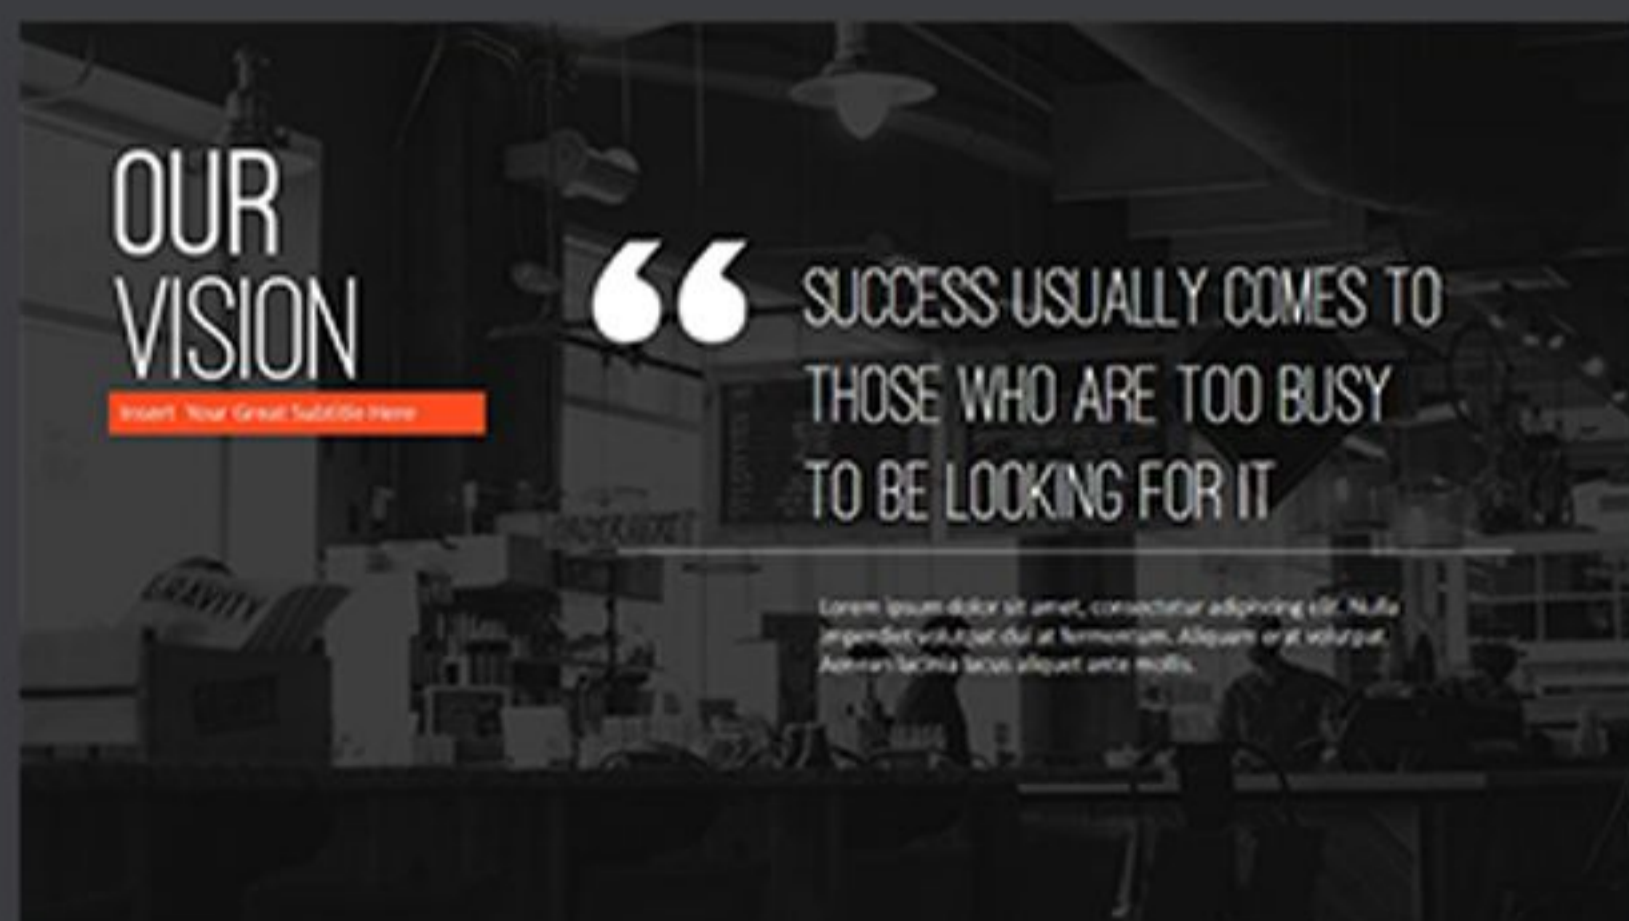 OUR
VISION
Insert Your Great Subtitle Here
“ SUCCESS USUALLY COMES TO
THOSE WHO ARE TOO BUSY
TO BE LOOKING FOR IT
Lorem ipsum dolor sit amet, consectetur adipiscing elit. Nulla
imperdiet volutpat dui at fermentum. Aliquam erat volutpat.
Aenean lacinia lacus aliquet ante mollis.
GRAVITY